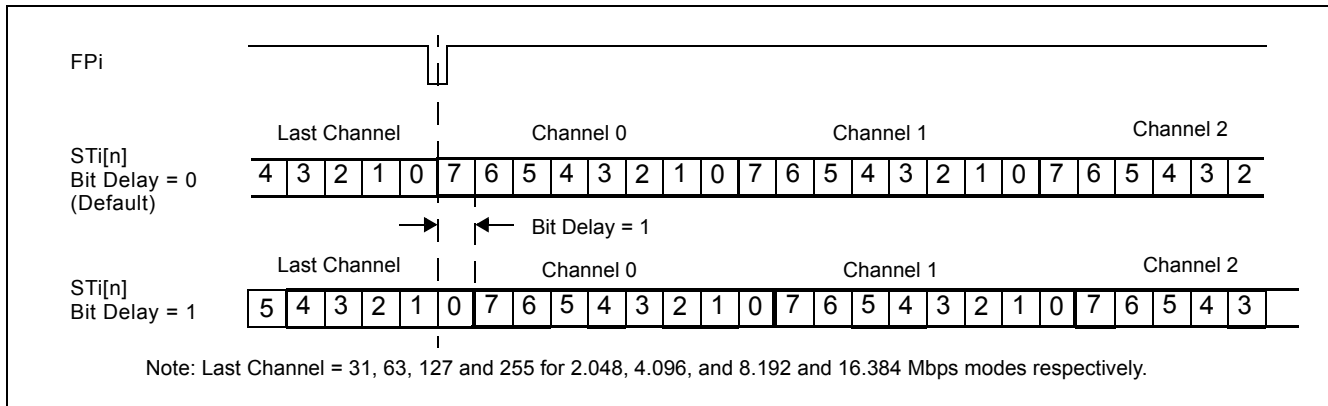 FPi
Last Channel Channel 0 Channel 1 Channel 2
STi[n]
Bit Delay = 0
(Default)
4 3 2 1 0 7 6 5 4 3 2 1 0 7 6 5 4 3 2 1 0 7 6 5 4 3 2
Bit Delay = 1
Last Channel Channel 0 Channel 1 Channel 2
STi[n]
Bit Delay = 1
5 4 3 2 1 0 7 6 5 4 3 2 1 0 7 6 5 4 3 2 1 0 7 6 5 4 3
Note: Last Channel = 31, 63, 127 and 255 for 2.048, 4.096, and 8.192 and 16.384 Mbps modes respectively.